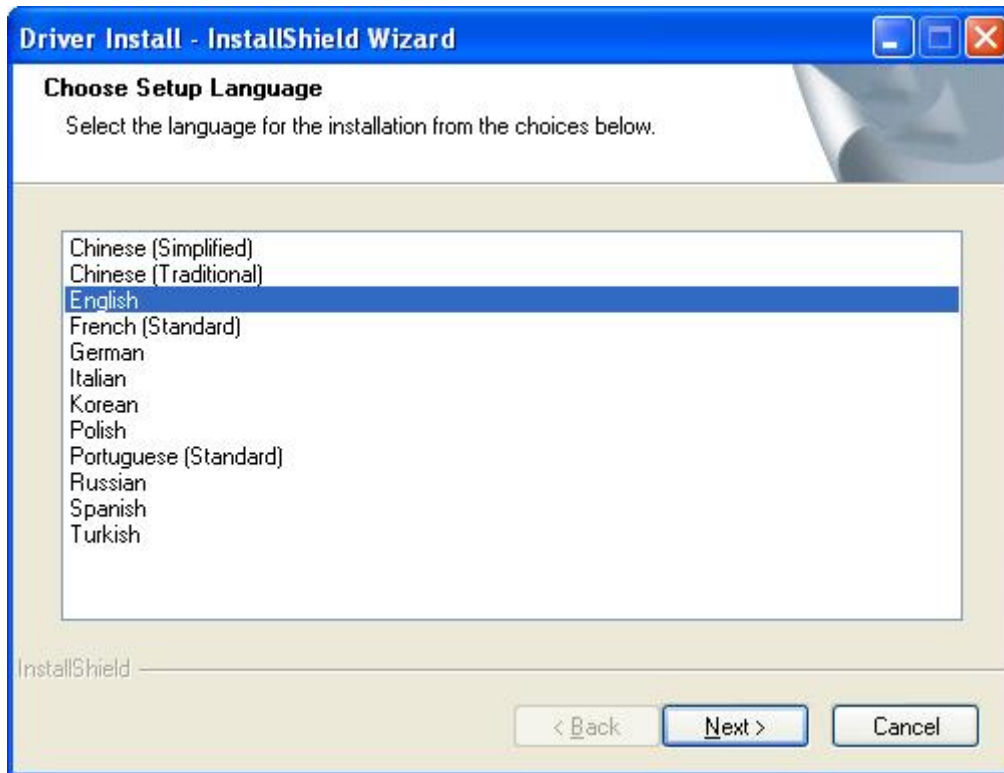 Driver Install - InstallShield Wizard
Choose Setup Language
Select the language for the installation from the choices below.
Chinese (Simplified)
Chinese (Traditional)
English
French (Standard)
German
Italian
Korean
Polish
Portuguese (Standard)
Russian
Spanish
Turkish
InstallShield
< Back
Next >
Cancel